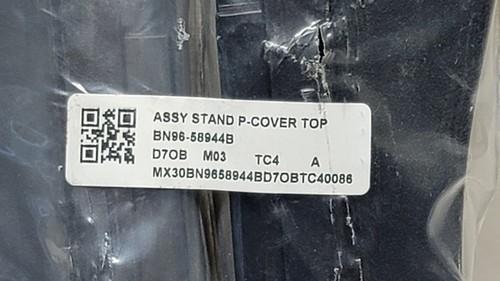 ASSY STAND P-COVER TOP
BN96-58944B
D7OB M03 TC4 A
MX30BN9658944BD7OBTC40086